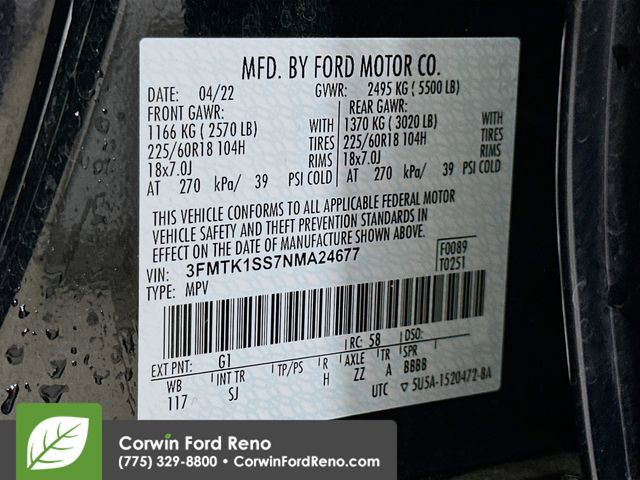 MFD. BY FORD MOTOR CO.
DATE: 04/22 GVWR: 2495 KG ( 5500 LB)
FRONT GAWR: REAR GAWR:
1166 KG ( 2570 LB) WITH 1370 KG ( 3020 LB) WITH
225/60R18 104H TIRES 225/60R18 104H TIRES
18x7.0J RIMS 18x7.0J RIMS
AT 270 kPa/ 39 PSI COLD AT 270 kPa/ 39 PSI COLD
THIS VEHICLE CONFORMS TO ALL APPLICABLE FEDERAL MOTOR
VEHICLE SAFETY AND THEFT PREVENTION STANDARDS IN
EFFECT ON THE DATE OF MANUFACTURE SHOWN ABOVE.
VIN: 3FMTK1SS7NMA24677 F0089
TYPE: MPV T0251
EXT PNT: G1 RC: 58 DSO:
WB INT TR TP/PS R AXLE TR SPR
117 SJ H ZZ A BBBB
UTC 5U5A-1520472-BA
Corwin Ford Reno
(775) 329-8800 • CorwinFordReno.com